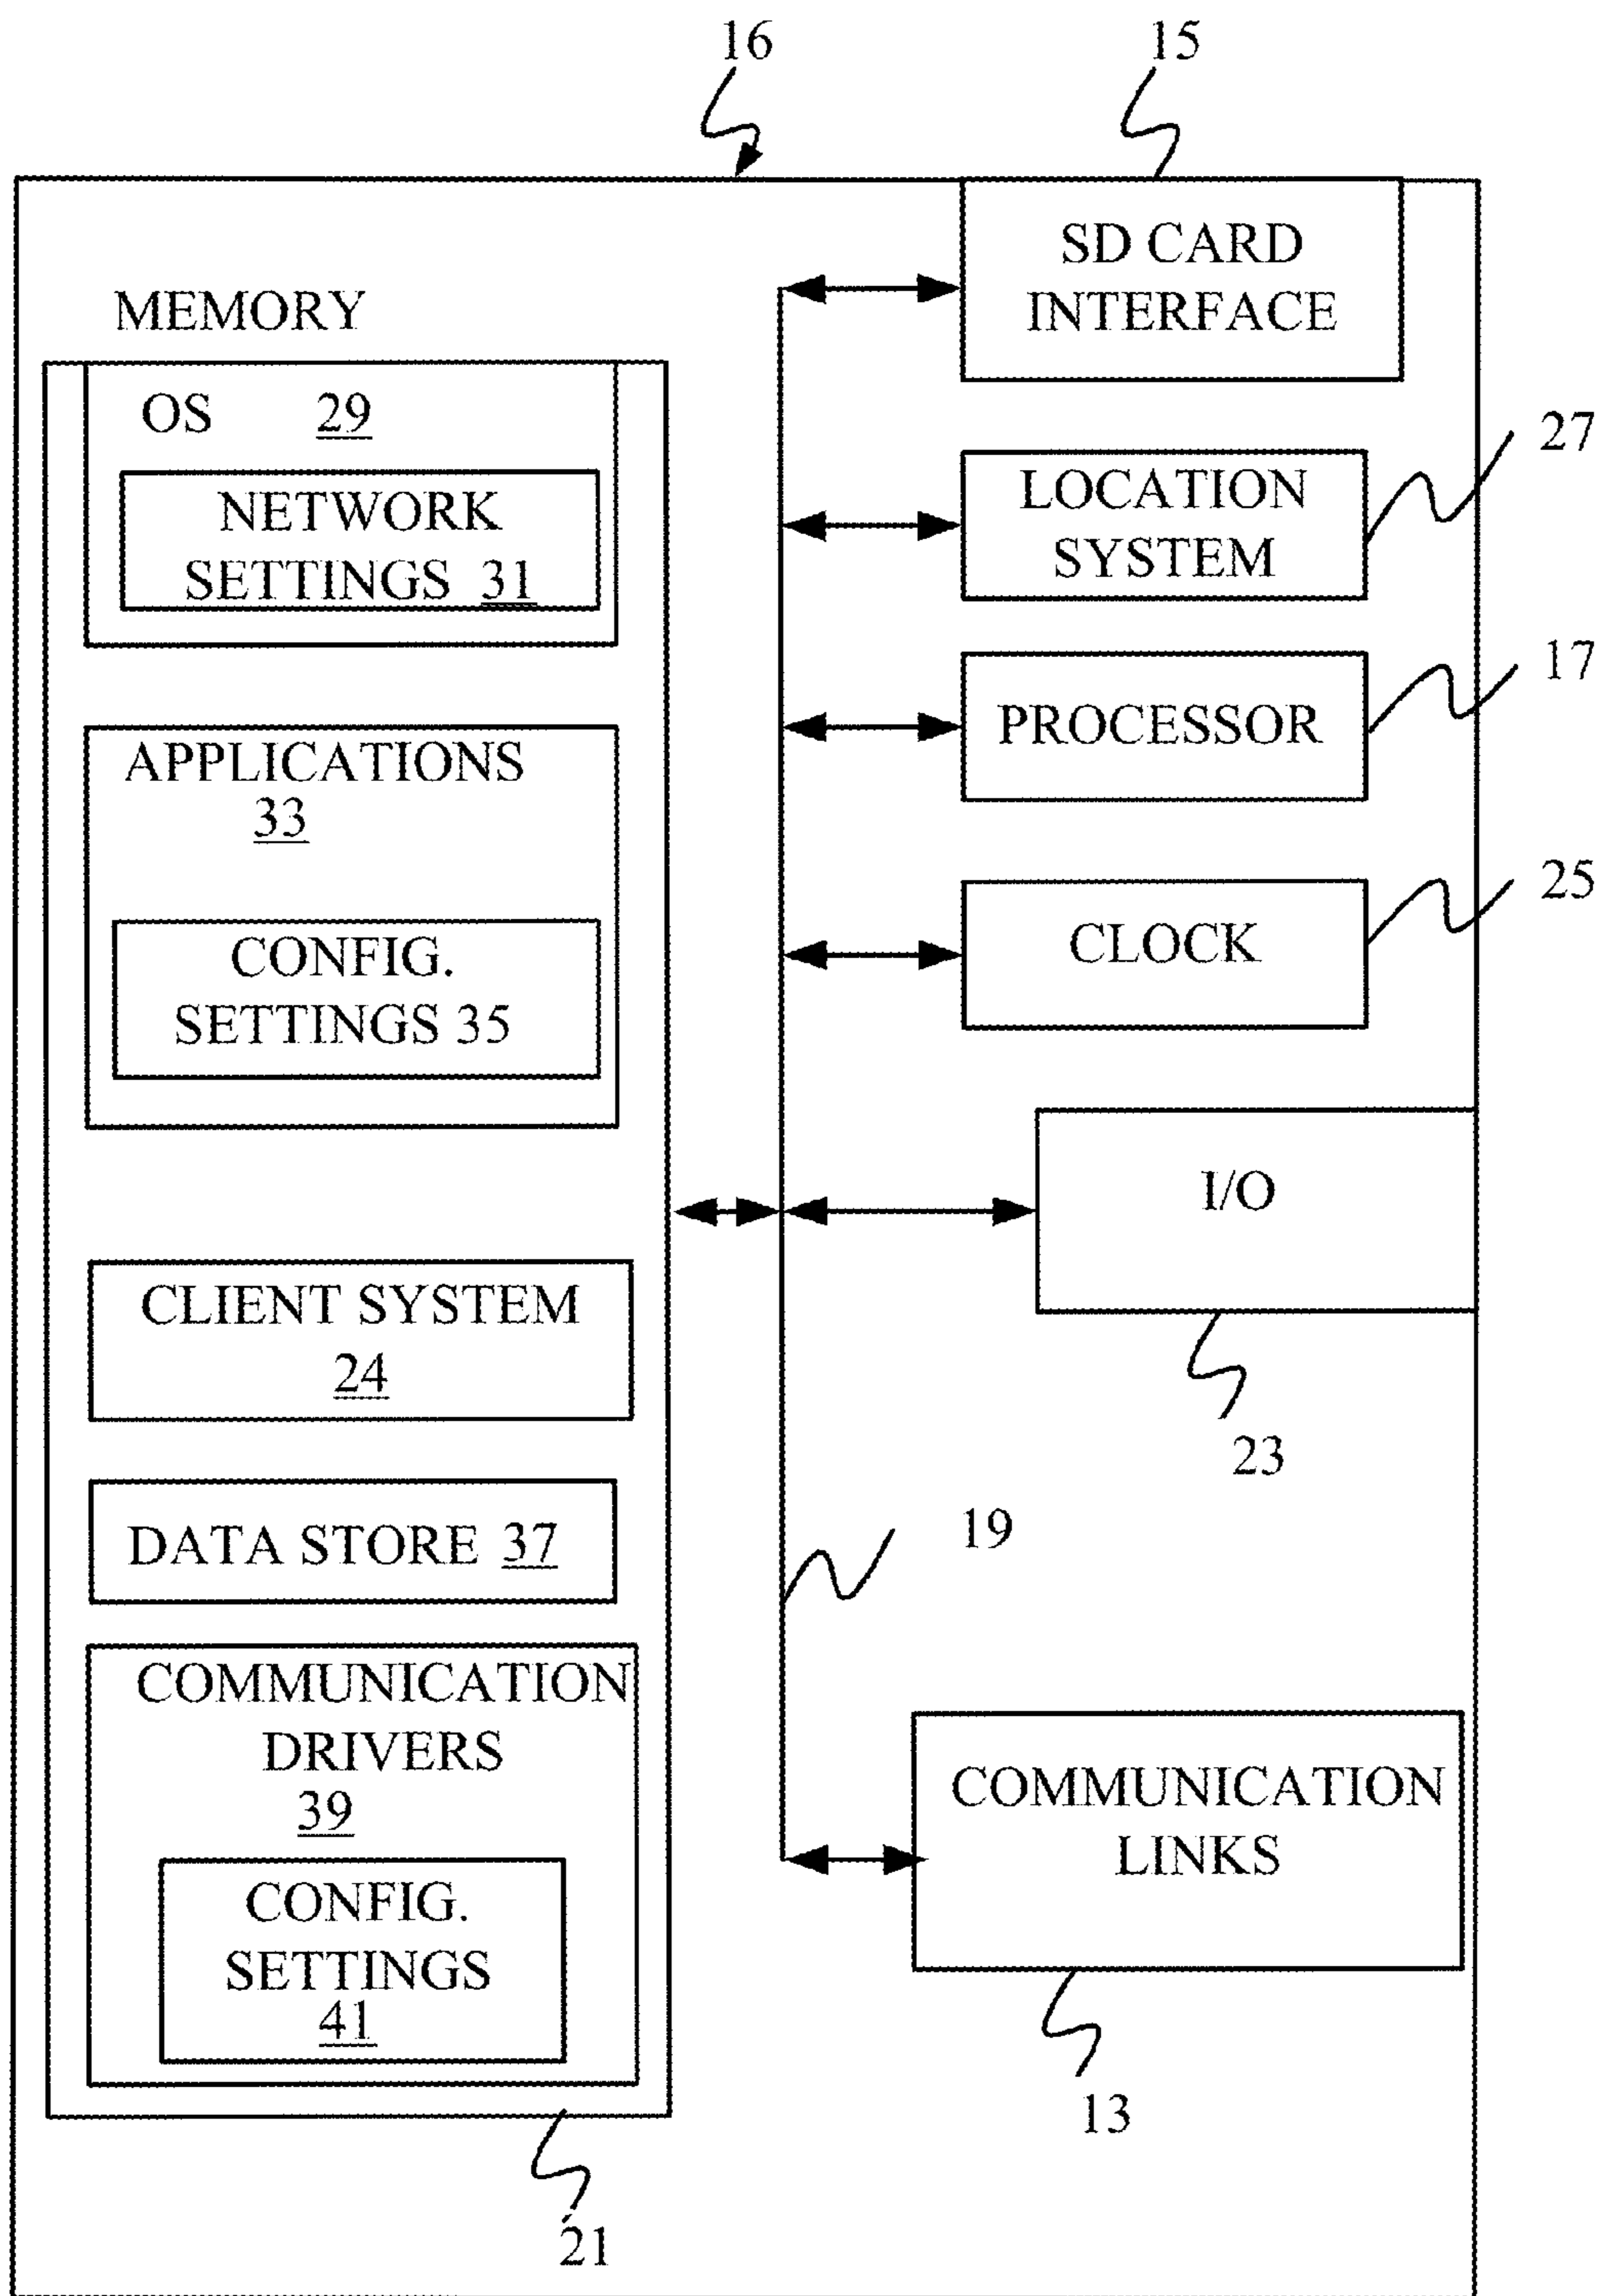 16
15
SD CARD
INTERFACE
MEMORY
OS 29
NETWORK
SETTINGS 31
27
LOCATION
SYSTEM
17
PROCESSOR
APPLICATIONS
33
25
CLOCK
CONFIG.
SETTINGS 35
I/O
23
CLIENT SYSTEM
24
19
DATA STORE 37
COMMUNICATION
DRIVERS
39
CONFIG.
SETTINGS
41
COMMUNICATION
LINKS
13
21